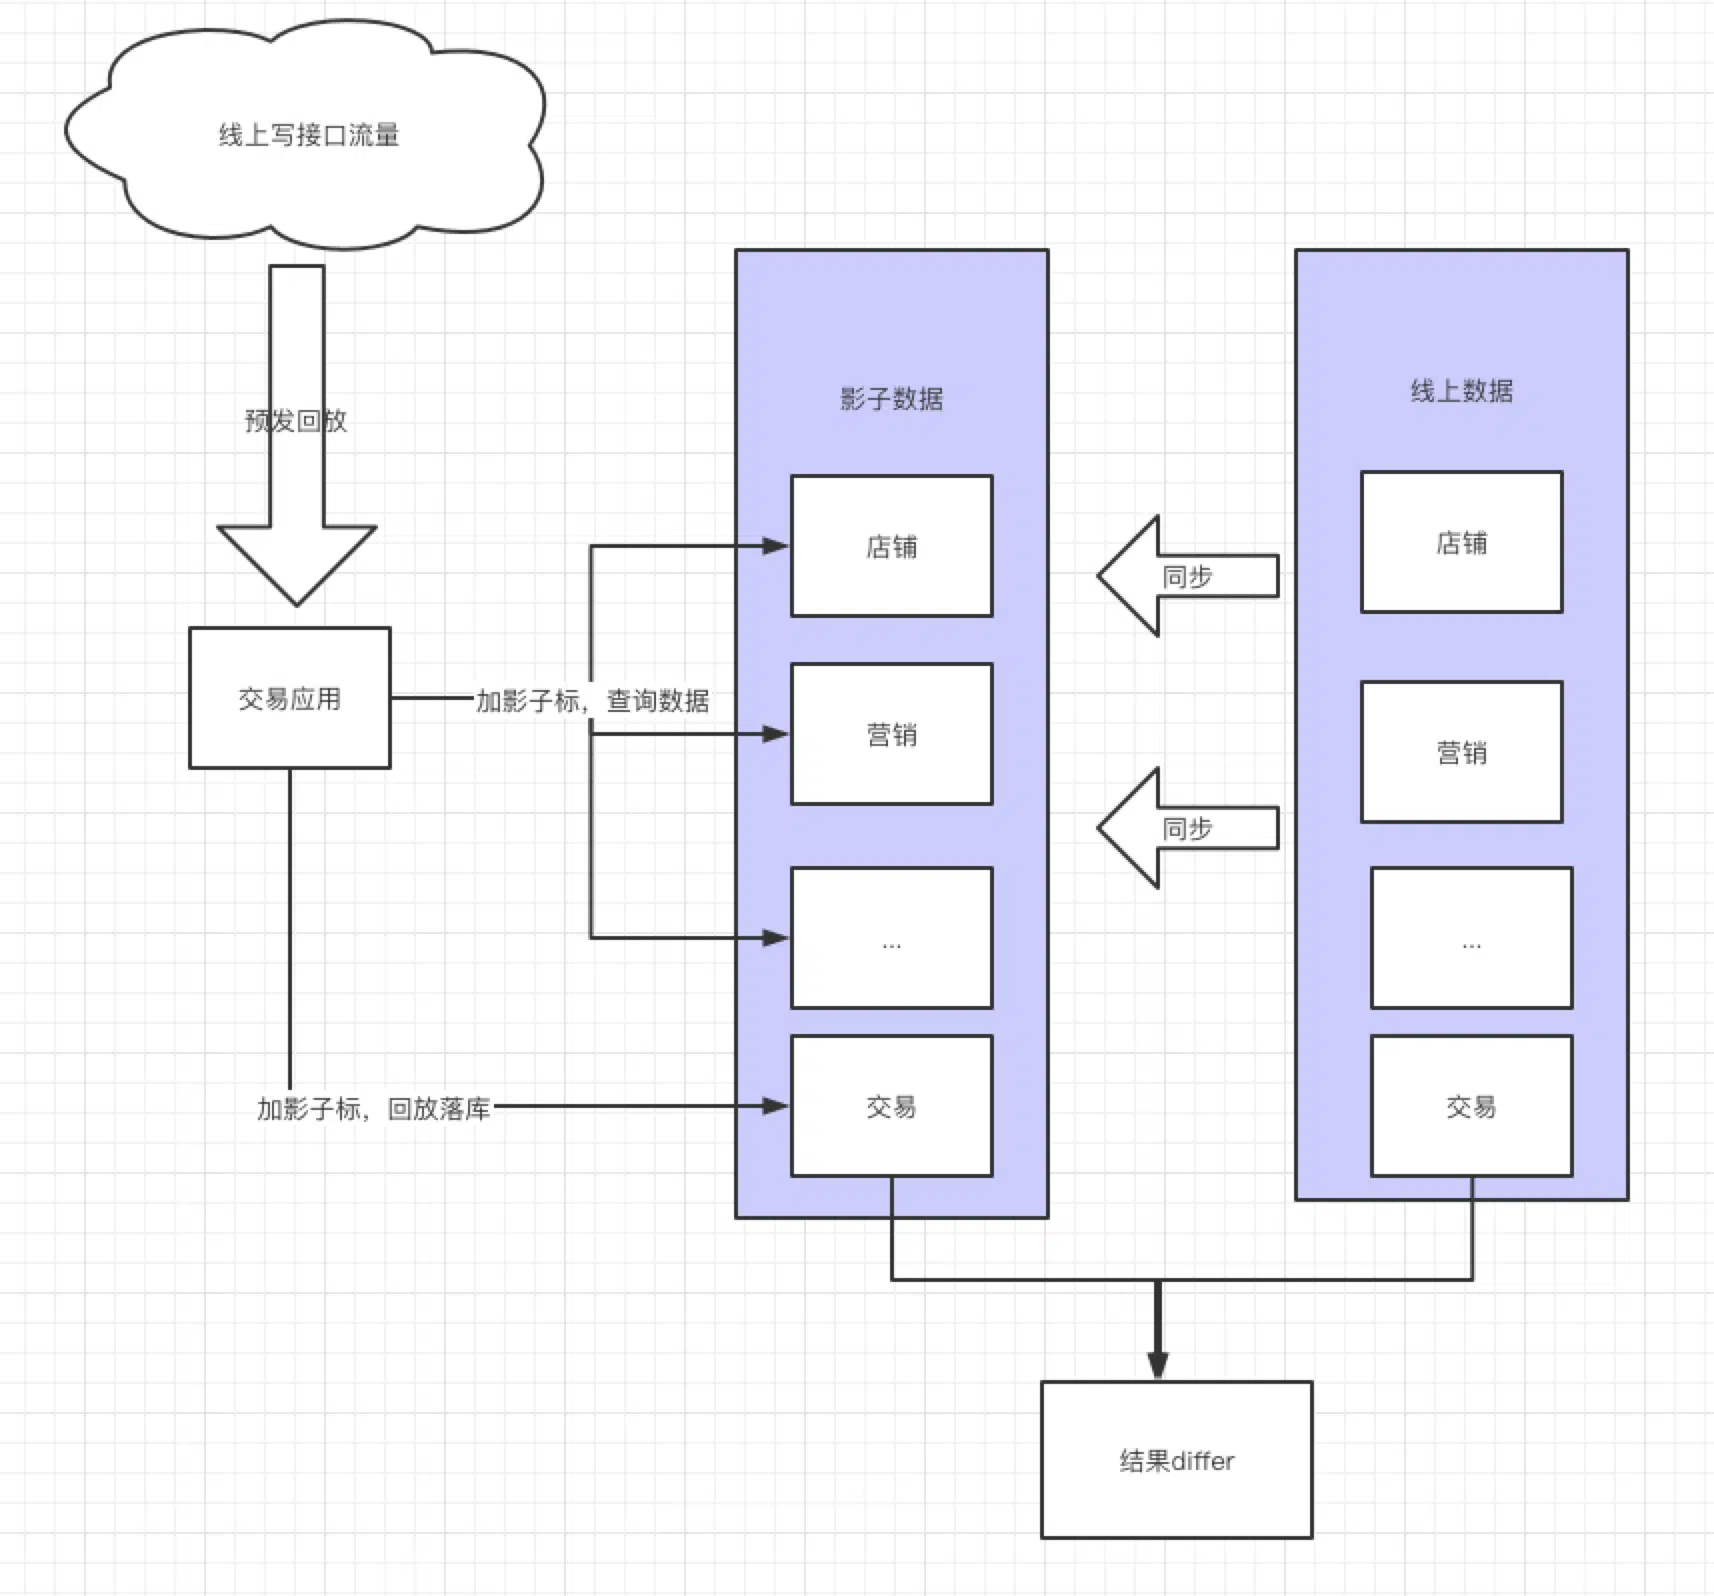 线上写接口流量
预发回放
交易应用
加影子标，查询数据
加影子标，回放落库
影子数据
店铺
营销
...
交易
同步
同步
线上数据
店铺
营销
...
交易
结果differ